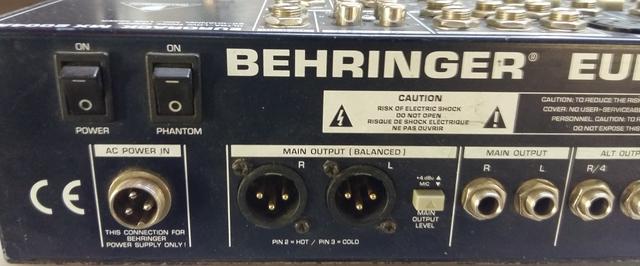 ON
ON
POWER
PHANTOM
BEHRINGER®
CAUTION
RISK OF ELECTRIC SHOCK
DO NOT OPEN
RISQUE DE SHOCK ELECTRIQUE
NE PAS OUVRIR
CAUTION: TO REDUCE THE
COVER. NO USER-SERVICEABLE
PERSONNEL. CAUTION: TO
DO NOT EXPOSE THIS
AC POWER IN
CE
THIS CONNECTION FOR
BEHRINGER
POWER SUPPLY ONLY!
MAIN OUTPUT (BALANCED)
R
L
PIN 2 = HOT / PIN 3 = COLD
+4 dBu ▲
MIC ▼
MAIN
OUTPUT
LEVEL
MAIN OUTPUT
R
L
ALT
R/4